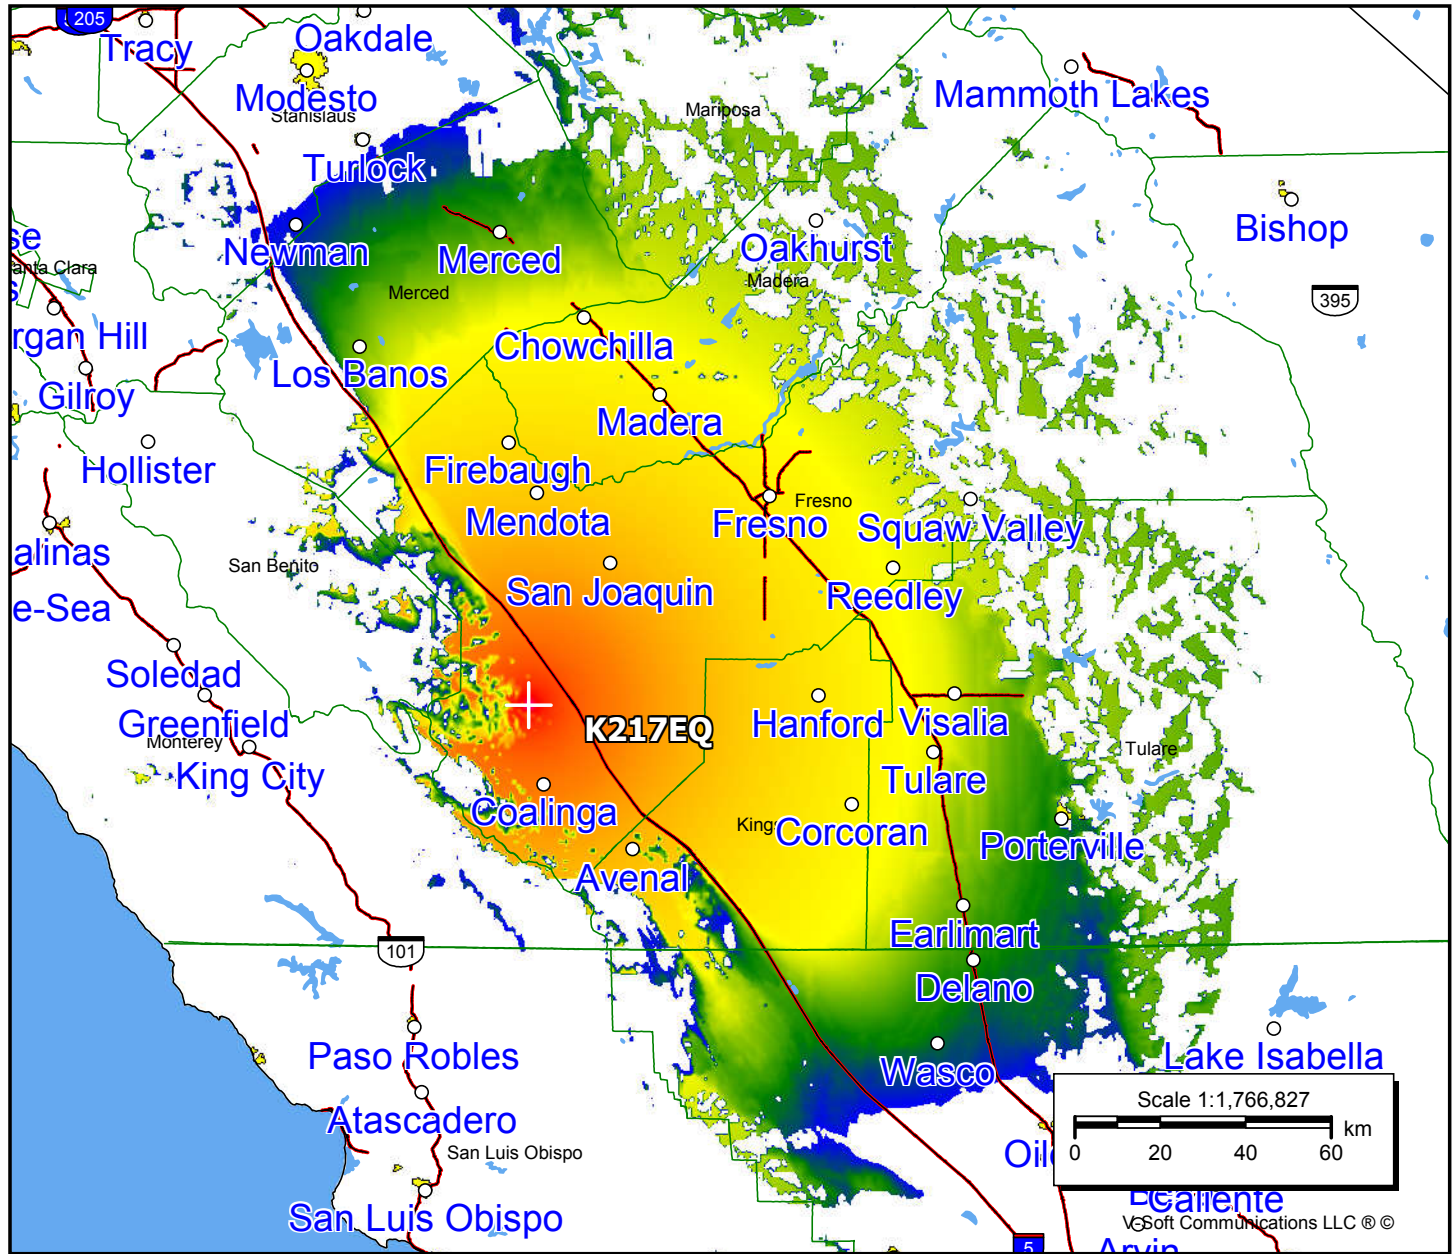 205
Tracy
Oakdale
Modesto
Stanislaus
Turlock
Mariposa
Mammoth Lakes
Bishop
395
se
anta Clara
s
Newman
Merced
Merced
Oakhurst
Madera
rgan Hill
Gilroy
Los Banos
Chowchilla
Madera
Hollister
Firebaugh
Mendota
Fresno
Fresno
Squaw Valley
alinas
San Benito
San Joaquin
Reedley
e-Sea
Soledad
Greenfield
Monterey
King City
K217EQ
Hanford
Visalia
Tulare
Tulare
Coalinga
Kings
Corcoran
Porterville
Avenal
Earlimart
Delano
101
Paso Robles
Wasco
Lake Isabella
Atascadero
San Luis Obispo
San Luis Obispo
Scale 1:1,766,827
km
0 20 40 60
Caliente
V-Soft Communications LLC ® ©
5
Arvin